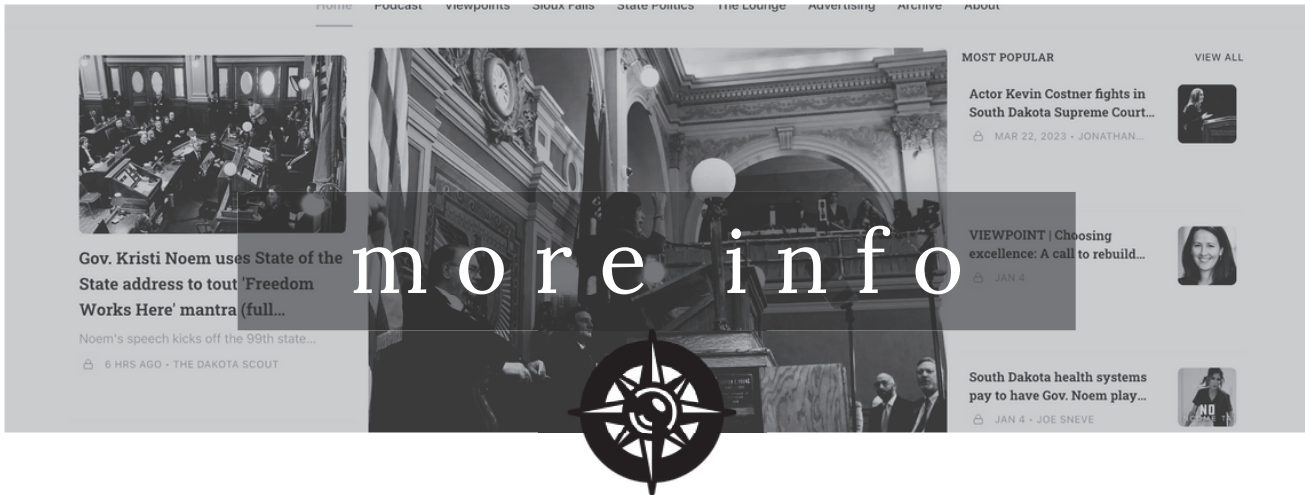 Home Podcast Viewpoints Sioux Falls State Politics The Lounge Advertising Archive About
Gov. Kristi Noem uses State of the
State address to tout 'Freedom
Works Here' mantra (full...
Noem's speech kicks off the 99th state...
6 HRS AGO • THE DAKOTA SCOUT
more info
MOST POPULAR
VIEW ALL
Actor Kevin Costner fights in
South Dakota Supreme Court...
MAR 22, 2023 • JONATHAN...
VIEWPOINT | Choosing
excellence: A call to rebuild...
JAN 4
South Dakota health systems
pay to have Gov. Noem play...
JAN 4 • JOE SNEVE
NO